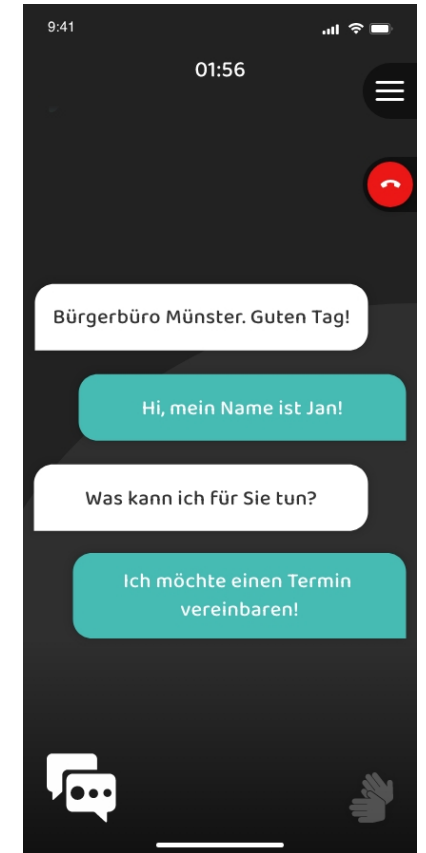 9:41
01:56
Bürgerbüro Münster. Guten Tag!
Hi, mein Name ist Jan!
Was kann ich für Sie tun?
Ich möchte einen Termin
vereinbaren!